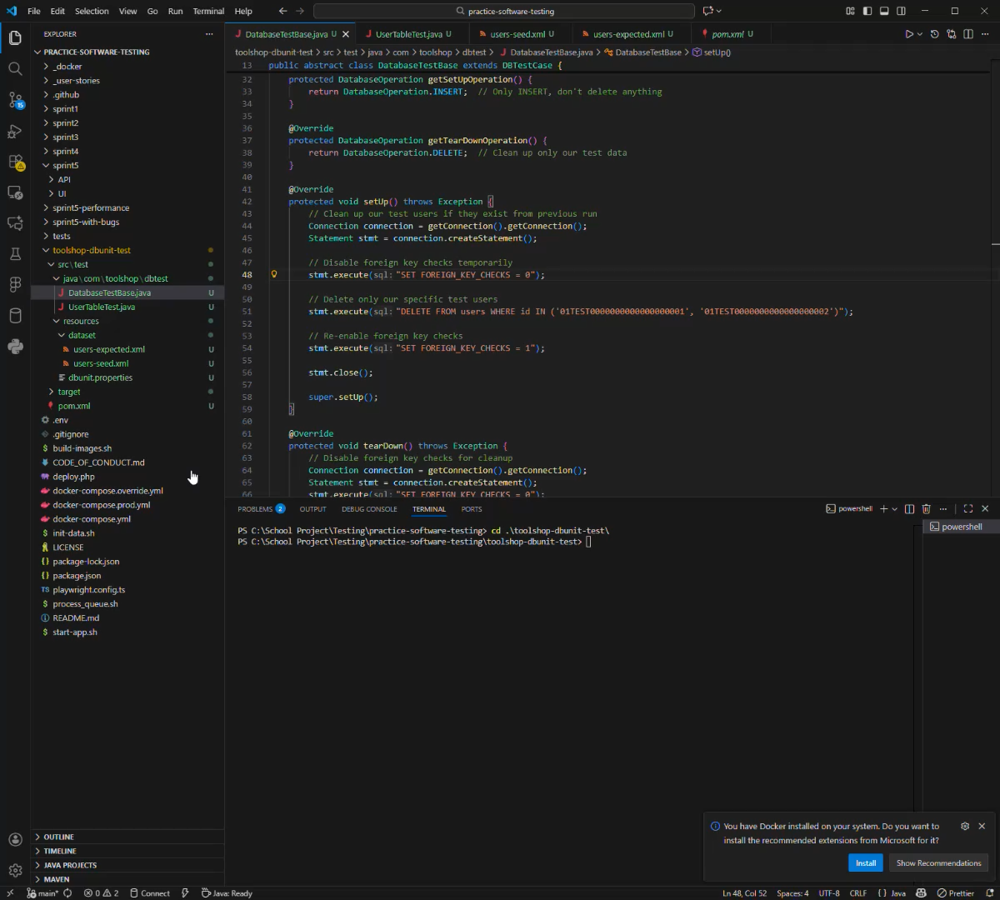 File Edit Selection View Go Run Terminal Help
practice-software-testing
EXPLORER
PRACTICE-SOFTWARE-TESTING
_docker
_user-stories
.github
sprint1
sprint2
sprint3
sprint4
sprint5
API
UI
sprint5-performance
sprint5-with-bugs
tests
toolshop-dbunit-test
src\test
java\com\toolshop\dbtest
DatabaseTestBase.java U
UserTableTest.java U
resources
dataset
users-expected.xml U
users-seed.xml U
dbunit.properties U
target
pom.xml U
.env
.gitignore
build-images.sh
CODE_OF_CONDUCT.md
deploy.php
docker-compose.override.yml
docker-compose.prod.yml
docker-compose.yml
init-data.sh
LICENSE
package-lock.json
package.json
playwright.config.ts
process_queue.sh
README.md
start-app.sh
OUTLINE
TIMELINE
JAVA PROJECTS
MAVEN
15
DatabaseTestBase.java U
UserTableTest.java U
users-seed.xml U
users-expected.xml U
pom.xml U
toolshop-dbunit-test > src > test > java > com > toolshop > dbtest > DatabaseTestBase.java > DatabaseTestBase > setUp()
13 public abstract class DatabaseTestBase extends DBTestCase {
32 protected DatabaseOperation getSetUpOperation() {
33 return DatabaseOperation.INSERT; // Only INSERT, don't delete anything
34 }
35
36 @Override
37 protected DatabaseOperation getTearDownOperation() {
38 return DatabaseOperation.DELETE; // Clean up only our test data
39 }
40
41 @Override
42 protected void setUp() throws Exception {
43 // Clean up our test users if they exist from previous run
44 Connection connection = getConnection().getConnection();
45 Statement stmt = connection.createStatement();
46
47 // Disable foreign key checks temporarily
48 stmt.execute(sql: "SET FOREIGN_KEY_CHECKS = 0");
49
50 // Delete only our specific test users
51 stmt.execute(sql: "DELETE FROM users WHERE id IN ('01TEST0000000000000000001', '01TEST0000000000000000002')");
52
53 // Re-enable foreign key checks
54 stmt.execute(sql: "SET FOREIGN_KEY_CHECKS = 1");
55
56 stmt.close();
57
58 super.setUp();
59 }
60
61 @Override
62 protected void tearDown() throws Exception {
63 // Disable foreign key checks for cleanup
64 Connection connection = getConnection().getConnection();
65 Statement stmt = connection.createStatement();
66 stmt.execute(sql: "SET FOREIGN_KEY_CHECKS = 0");
PROBLEMS 2 OUTPUT DEBUG CONSOLE TERMINAL PORTS
powershell
PS C:\School Project\Testing\practice-software-testing> cd .\toolshop-dbunit-test\
PS C:\School Project\Testing\practice-software-testing\toolshop-dbunit-test>
powershell
You have Docker installed on your system. Do you want to
install the recommended extensions from Microsoft for it?
Install Show Recommendations
main* 0 2 Connect Java: Ready
Ln 48, Col 52 Spaces: 4 UTF-8 CRLF { } Java Prettier